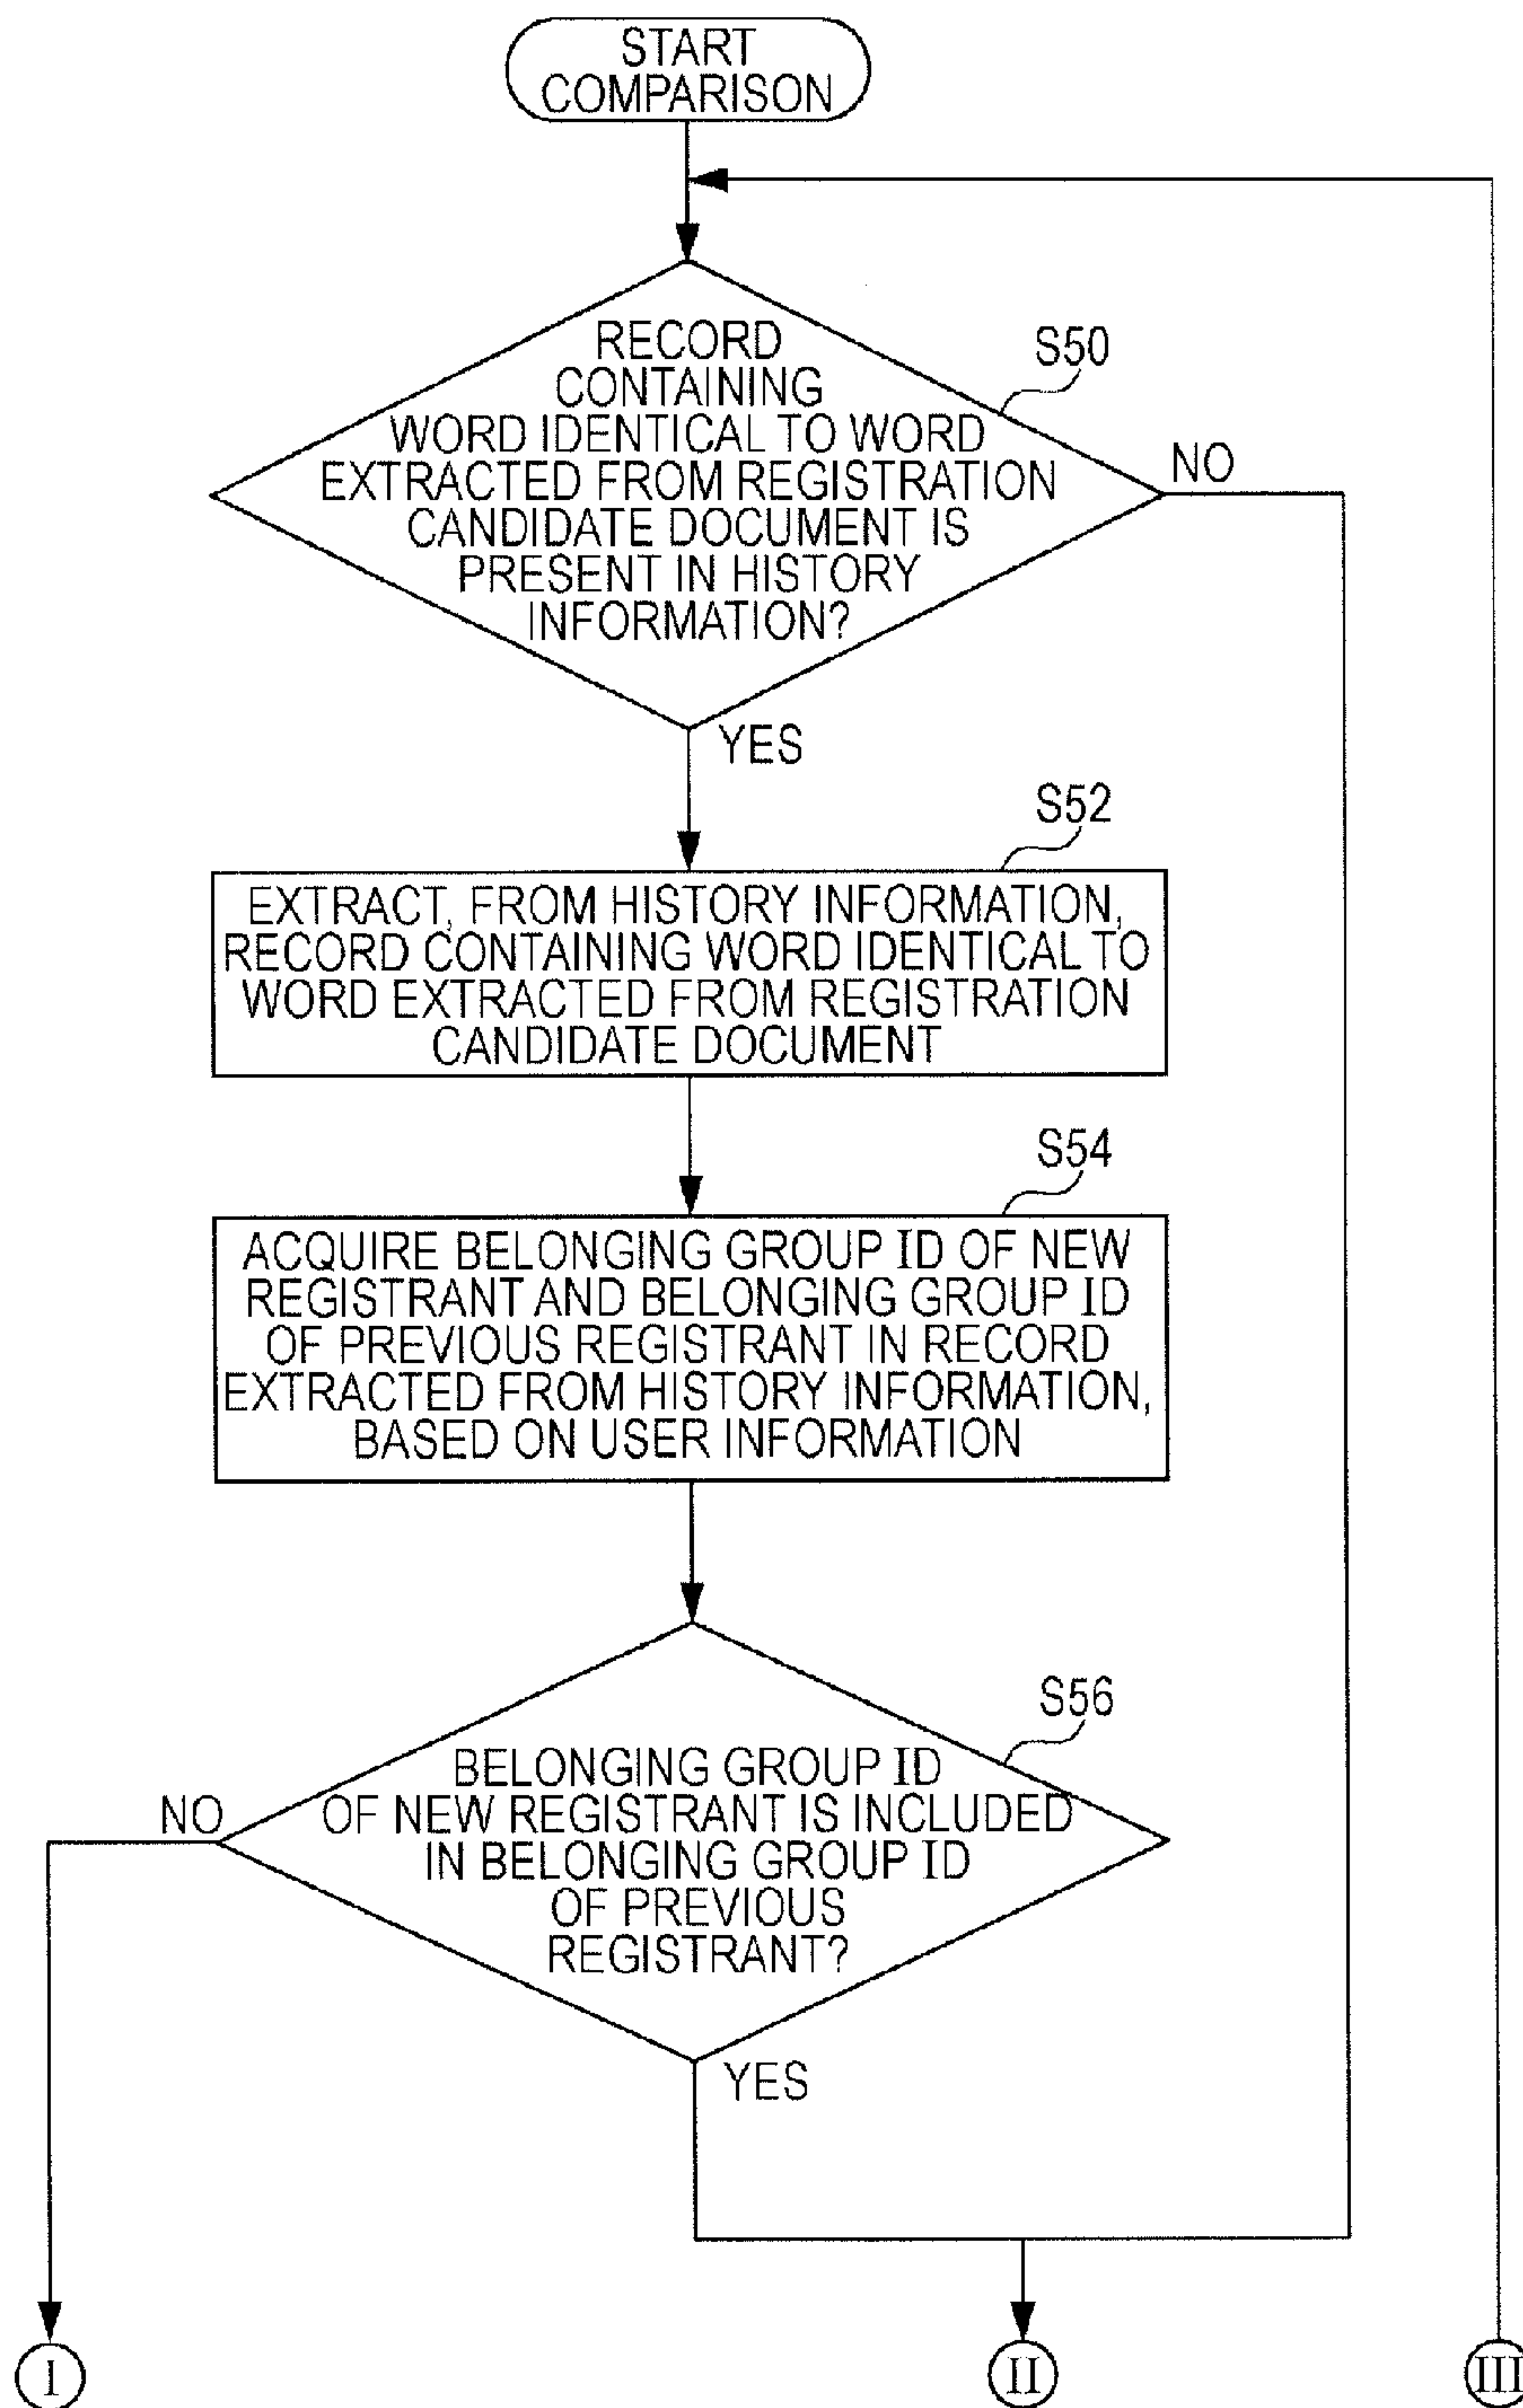 START
COMPARISON
S50
RECORD
CONTAINING
WORD IDENTICAL TO WORD
EXTRACTED FROM REGISTRATION
CANDIDATE DOCUMENT IS
PRESENT IN HISTORY
INFORMATION?
NO
YES
S52
EXTRACT, FROM HISTORY INFORMATION,
RECORD CONTAINING WORD IDENTICAL TO
WORD EXTRACTED FROM REGISTRATION
CANDIDATE DOCUMENT
S54
ACQUIRE BELONGING GROUP ID OF NEW
REGISTRANT AND BELONGING GROUP ID
OF PREVIOUS REGISTRANT IN RECORD
EXTRACTED FROM HISTORY INFORMATION,
BASED ON USER INFORMATION
S56
BELONGING GROUP ID
OF NEW REGISTRANT IS INCLUDED
IN BELONGING GROUP ID
OF PREVIOUS
REGISTRANT?
NO
YES
I
II
III